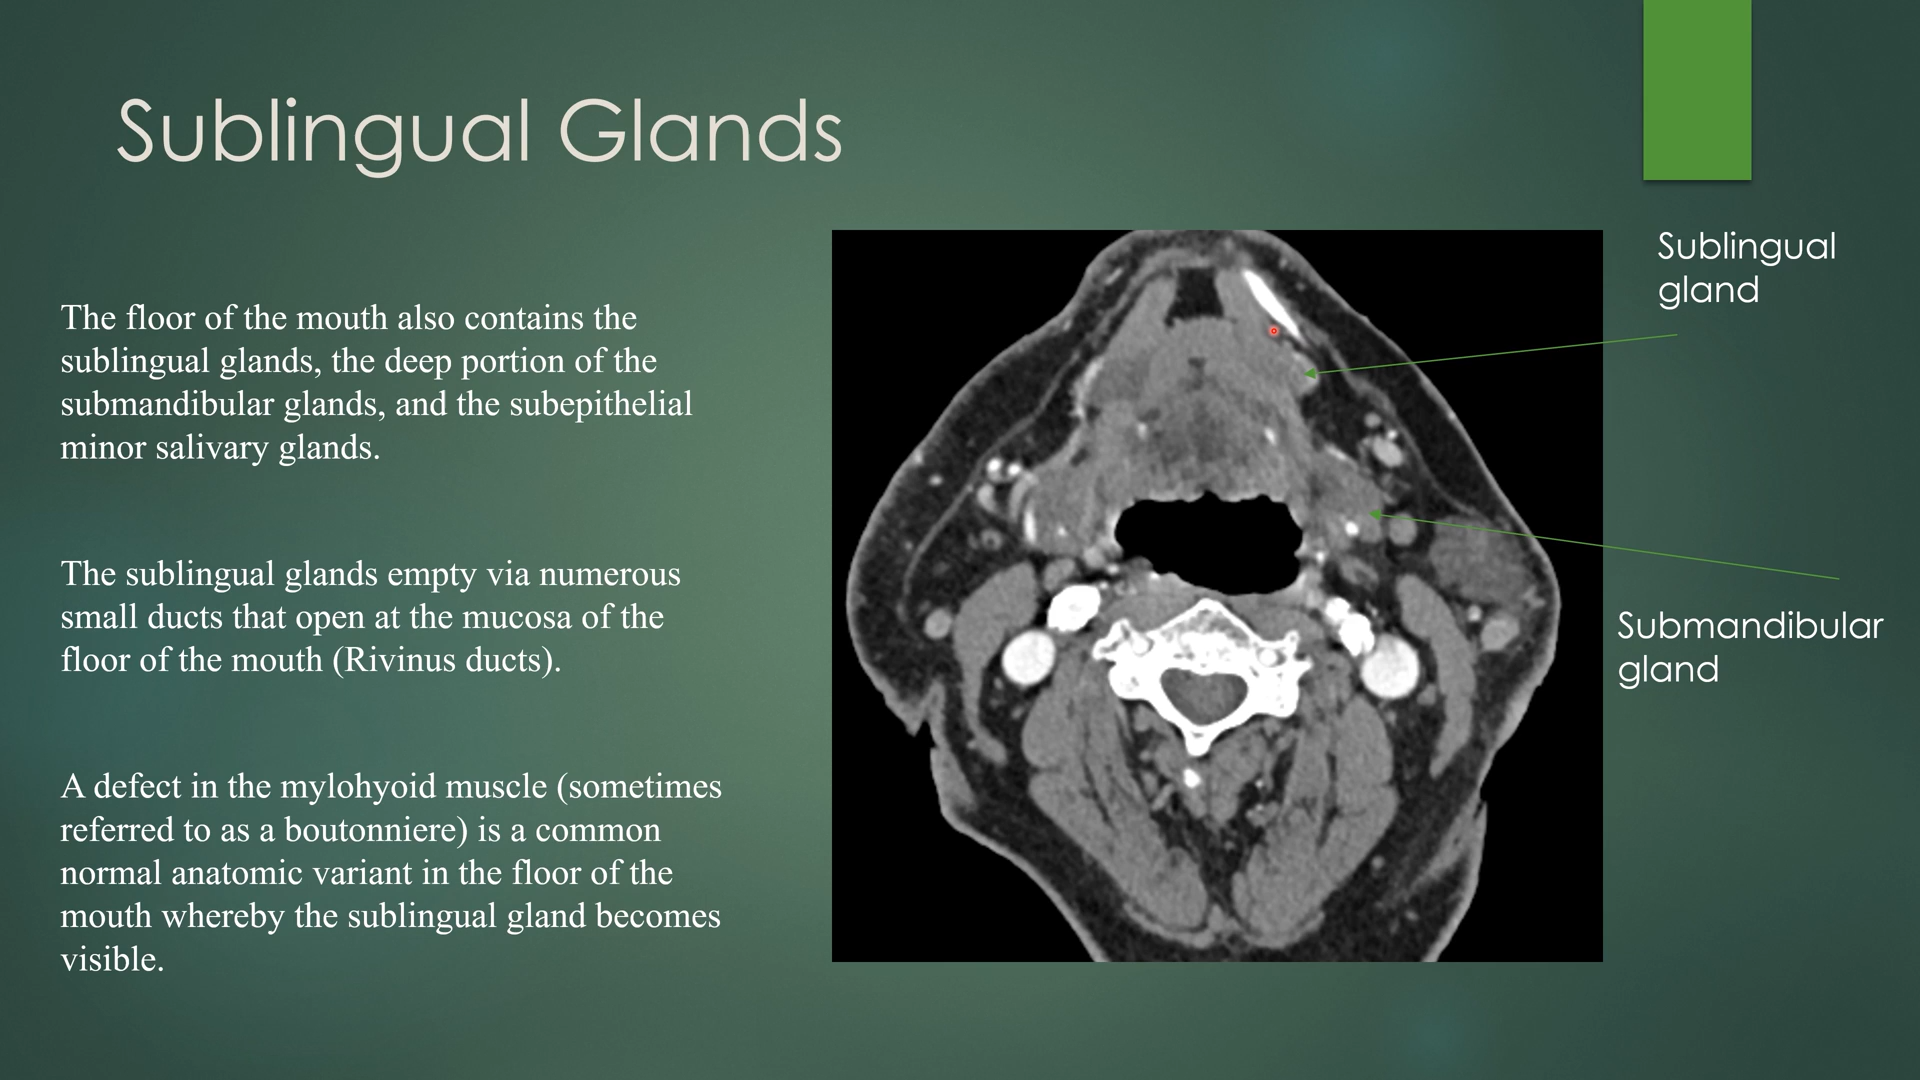 Sublingual Glands
The floor of the mouth also contains the
sublingual glands, the deep portion of the
submandibular glands, and the subepithelial
minor salivary glands.
The sublingual glands empty via numerous
small ducts that open at the mucosa of the
floor of the mouth (Rivinus ducts).
A defect in the mylohyoid muscle (sometimes
referred to as a boutonniere) is a common
normal anatomic variant in the floor of the
mouth whereby the sublingual gland becomes
visible.
Sublingual
gland
Submandibular
gland